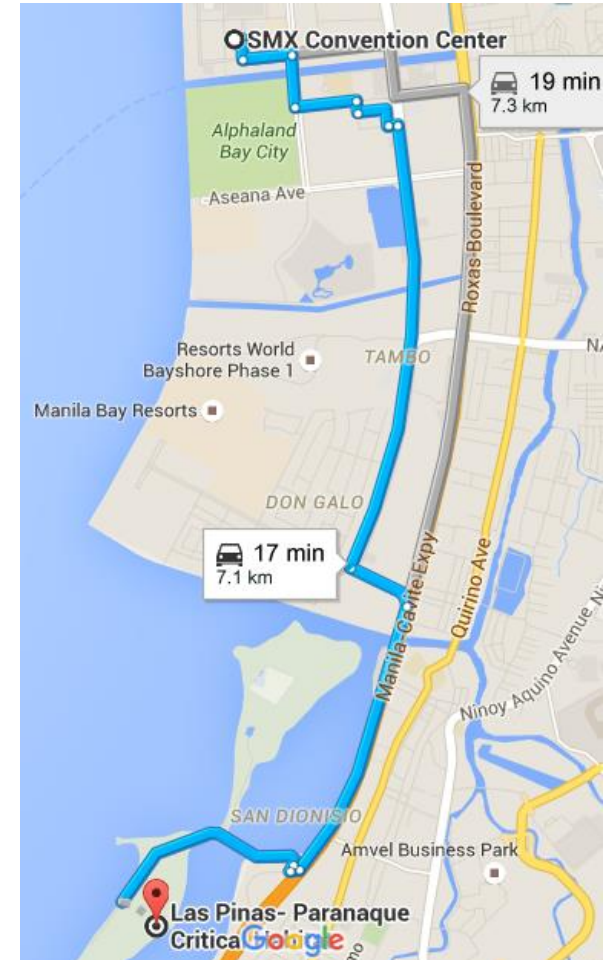 SMX Convention Center
19 min
7.3 km
Alphaland
Bay City
Aseana Ave
Roxas Boulevard
Resorts World
Bayshore Phase 1
TAMBO
NA
Manila Bay Resorts
DON GALO
17 min
7.1 km
Manila-Cavite Expy
Quirino Ave
Ninoy Aquino Avenue
SAN DIONISIO
Amvel Business Park
Las Pinas- Paranaque
Critica
Google
mo